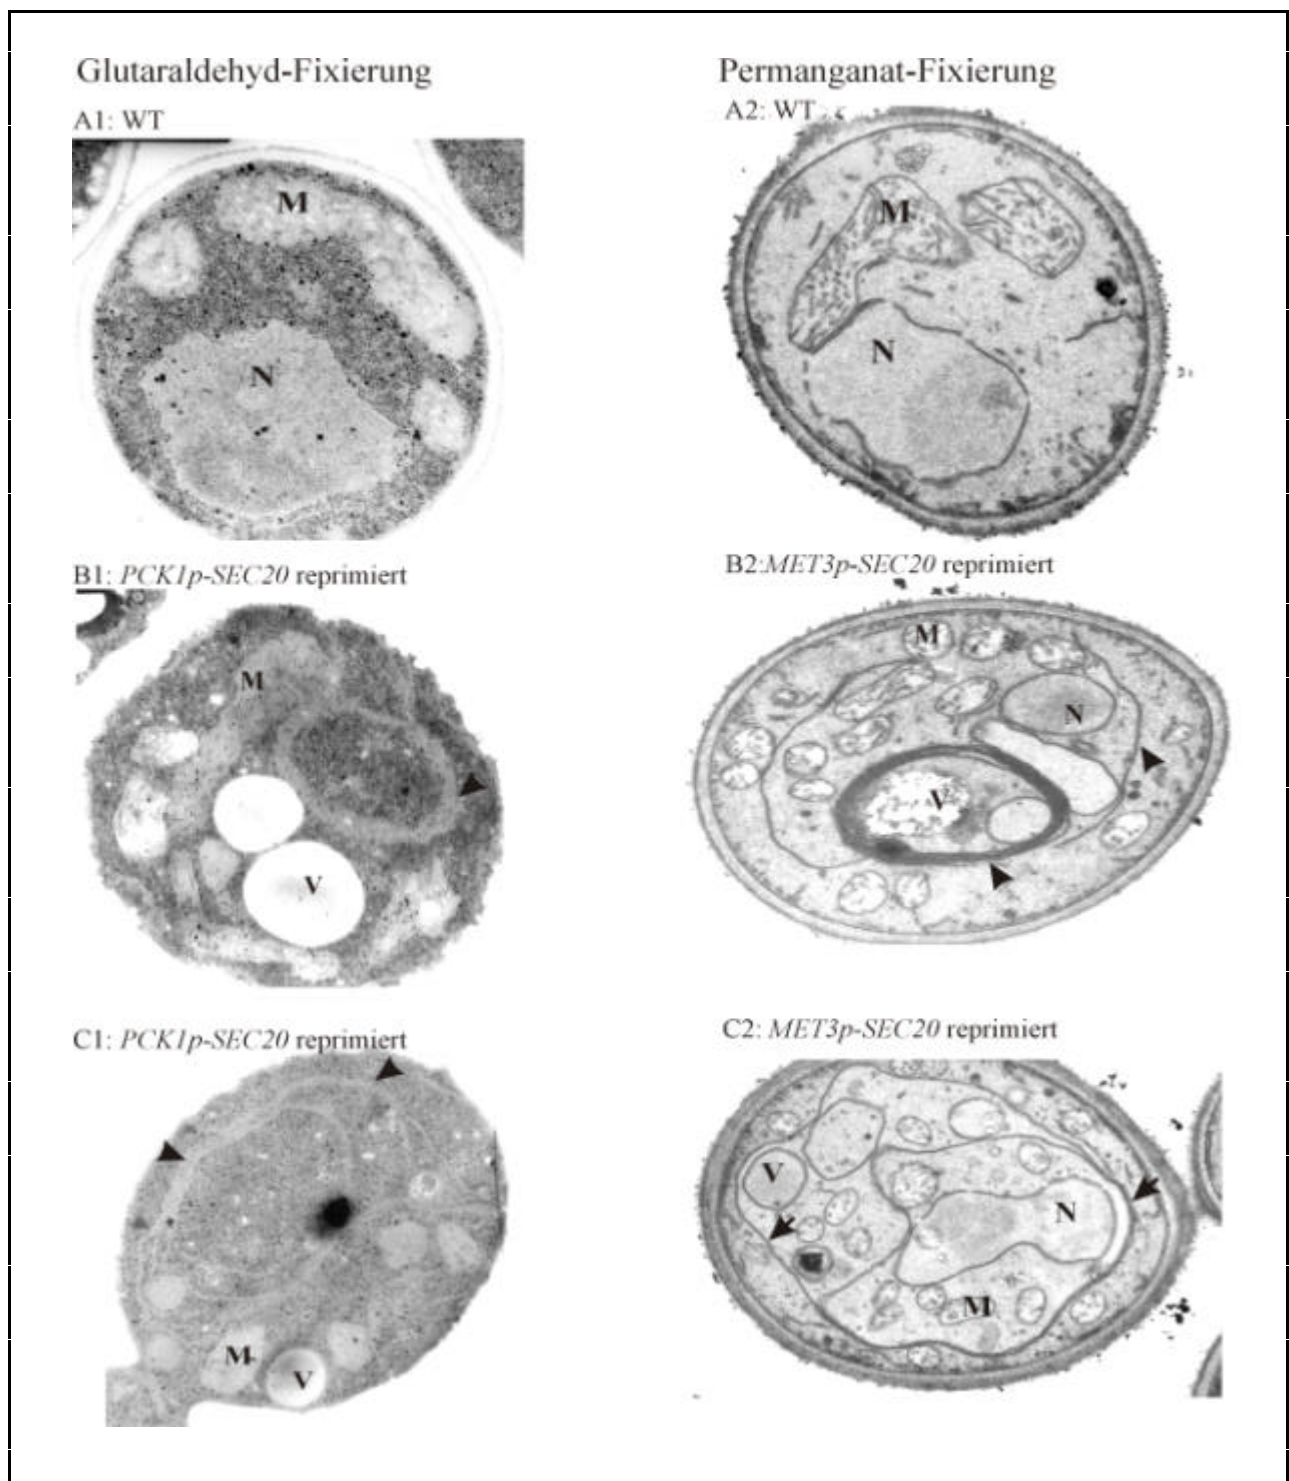 Glutaraldehyd-Fixierung
Permanganat-Fixierung
A1: WT
A2: WT
M
N
M
N
B1: PCK1p-SEC20 reprimiert
B2:MET3p-SEC20 reprimiert
M
V
M
N
V
C1: PCK1p-SEC20 reprimiert
C2: MET3p-SEC20 reprimiert
M
V
V
N
M